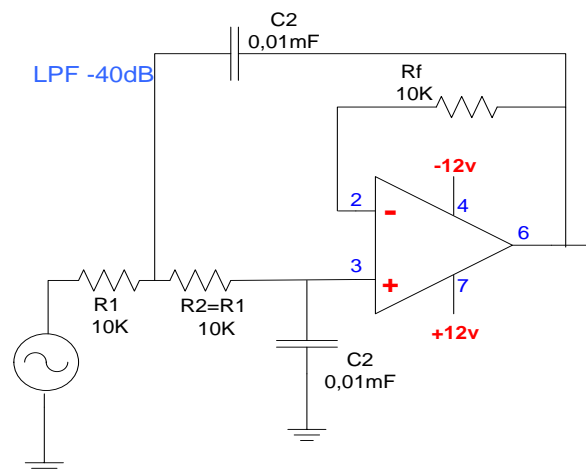 C2
0,01mF
LPF -40dB
Rf
10K
-12v
2
-
4
6
3
+
7
R1
10K
R2=R1
10K
+12v
C2
0,01mF